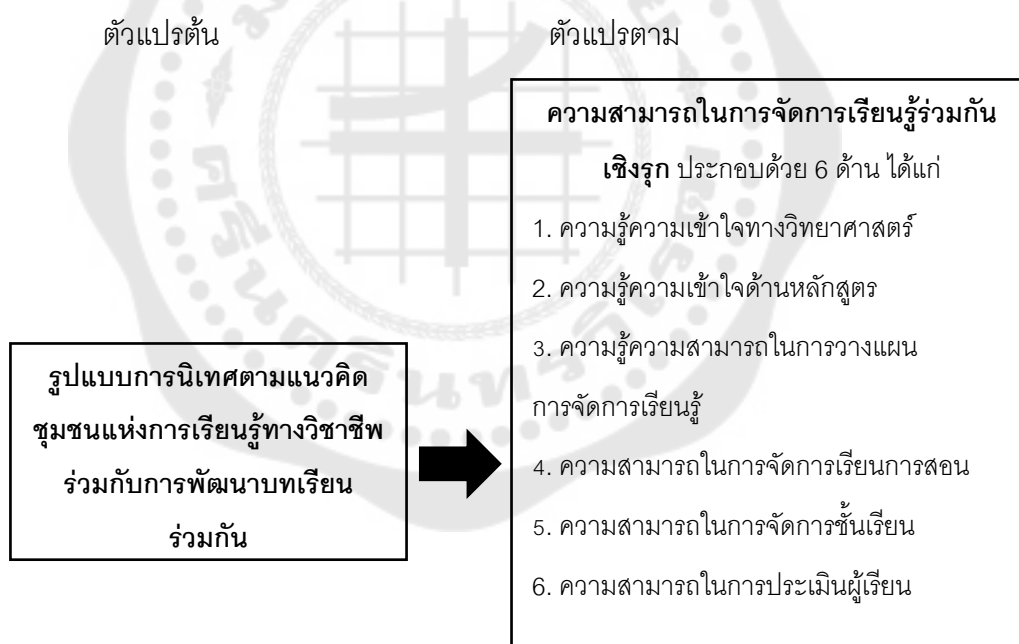 ตัวแปรต้น
ตัวแปรตาม
รูปแบบการนิเทศตามแนวคิด
ชุมชนแห่งการเรียนรู้ทางวิชาชีพ
ร่วมกับการพัฒนาบทเรียน
ร่วมกัน
ความสามารถในการจัดการเรียนรู้ร่วมกัน
เชิงรุก ประกอบด้วย 6 ด้าน ได้แก่
1. ความรู้ความเข้าใจทางวิทยาศาสตร์
2. ความรู้ความเข้าใจด้านหลักสูตร
3. ความรู้ความสามารถในการวางแผน
การจัดการเรียนรู้
4. ความสามารถในการจัดการเรียนการสอน
5. ความสามารถในการจัดการชั้นเรียน
6. ความสามารถในการประเมินผู้เรียน